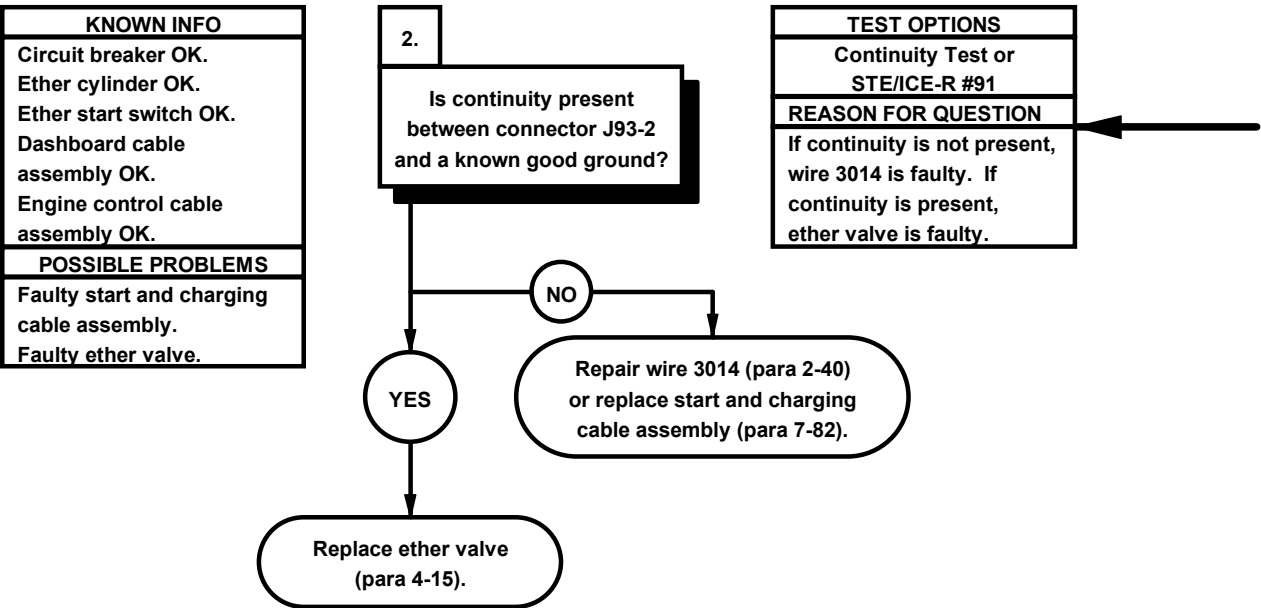 KNOWN INFO
Circuit breaker OK.
Ether cylinder OK.
Ether start switch OK.
Dashboard cable
assembly OK.
Engine control cable
assembly OK.
POSSIBLE PROBLEMS
Faulty start and charging
cable assembly.
Faulty ether valve.
2.
Is continuity present
between connector J93-2
and a known good ground?
TEST OPTIONS
Continuity Test or
STE/ICE-R #91
REASON FOR QUESTION
If continuity is not present,
wire 3014 is faulty. If
continuity is present,
ether valve is faulty.
NO
YES
Repair wire 3014 (para 2-40)
or replace start and charging
cable assembly (para 7-82).
Replace ether valve
(para 4-15).